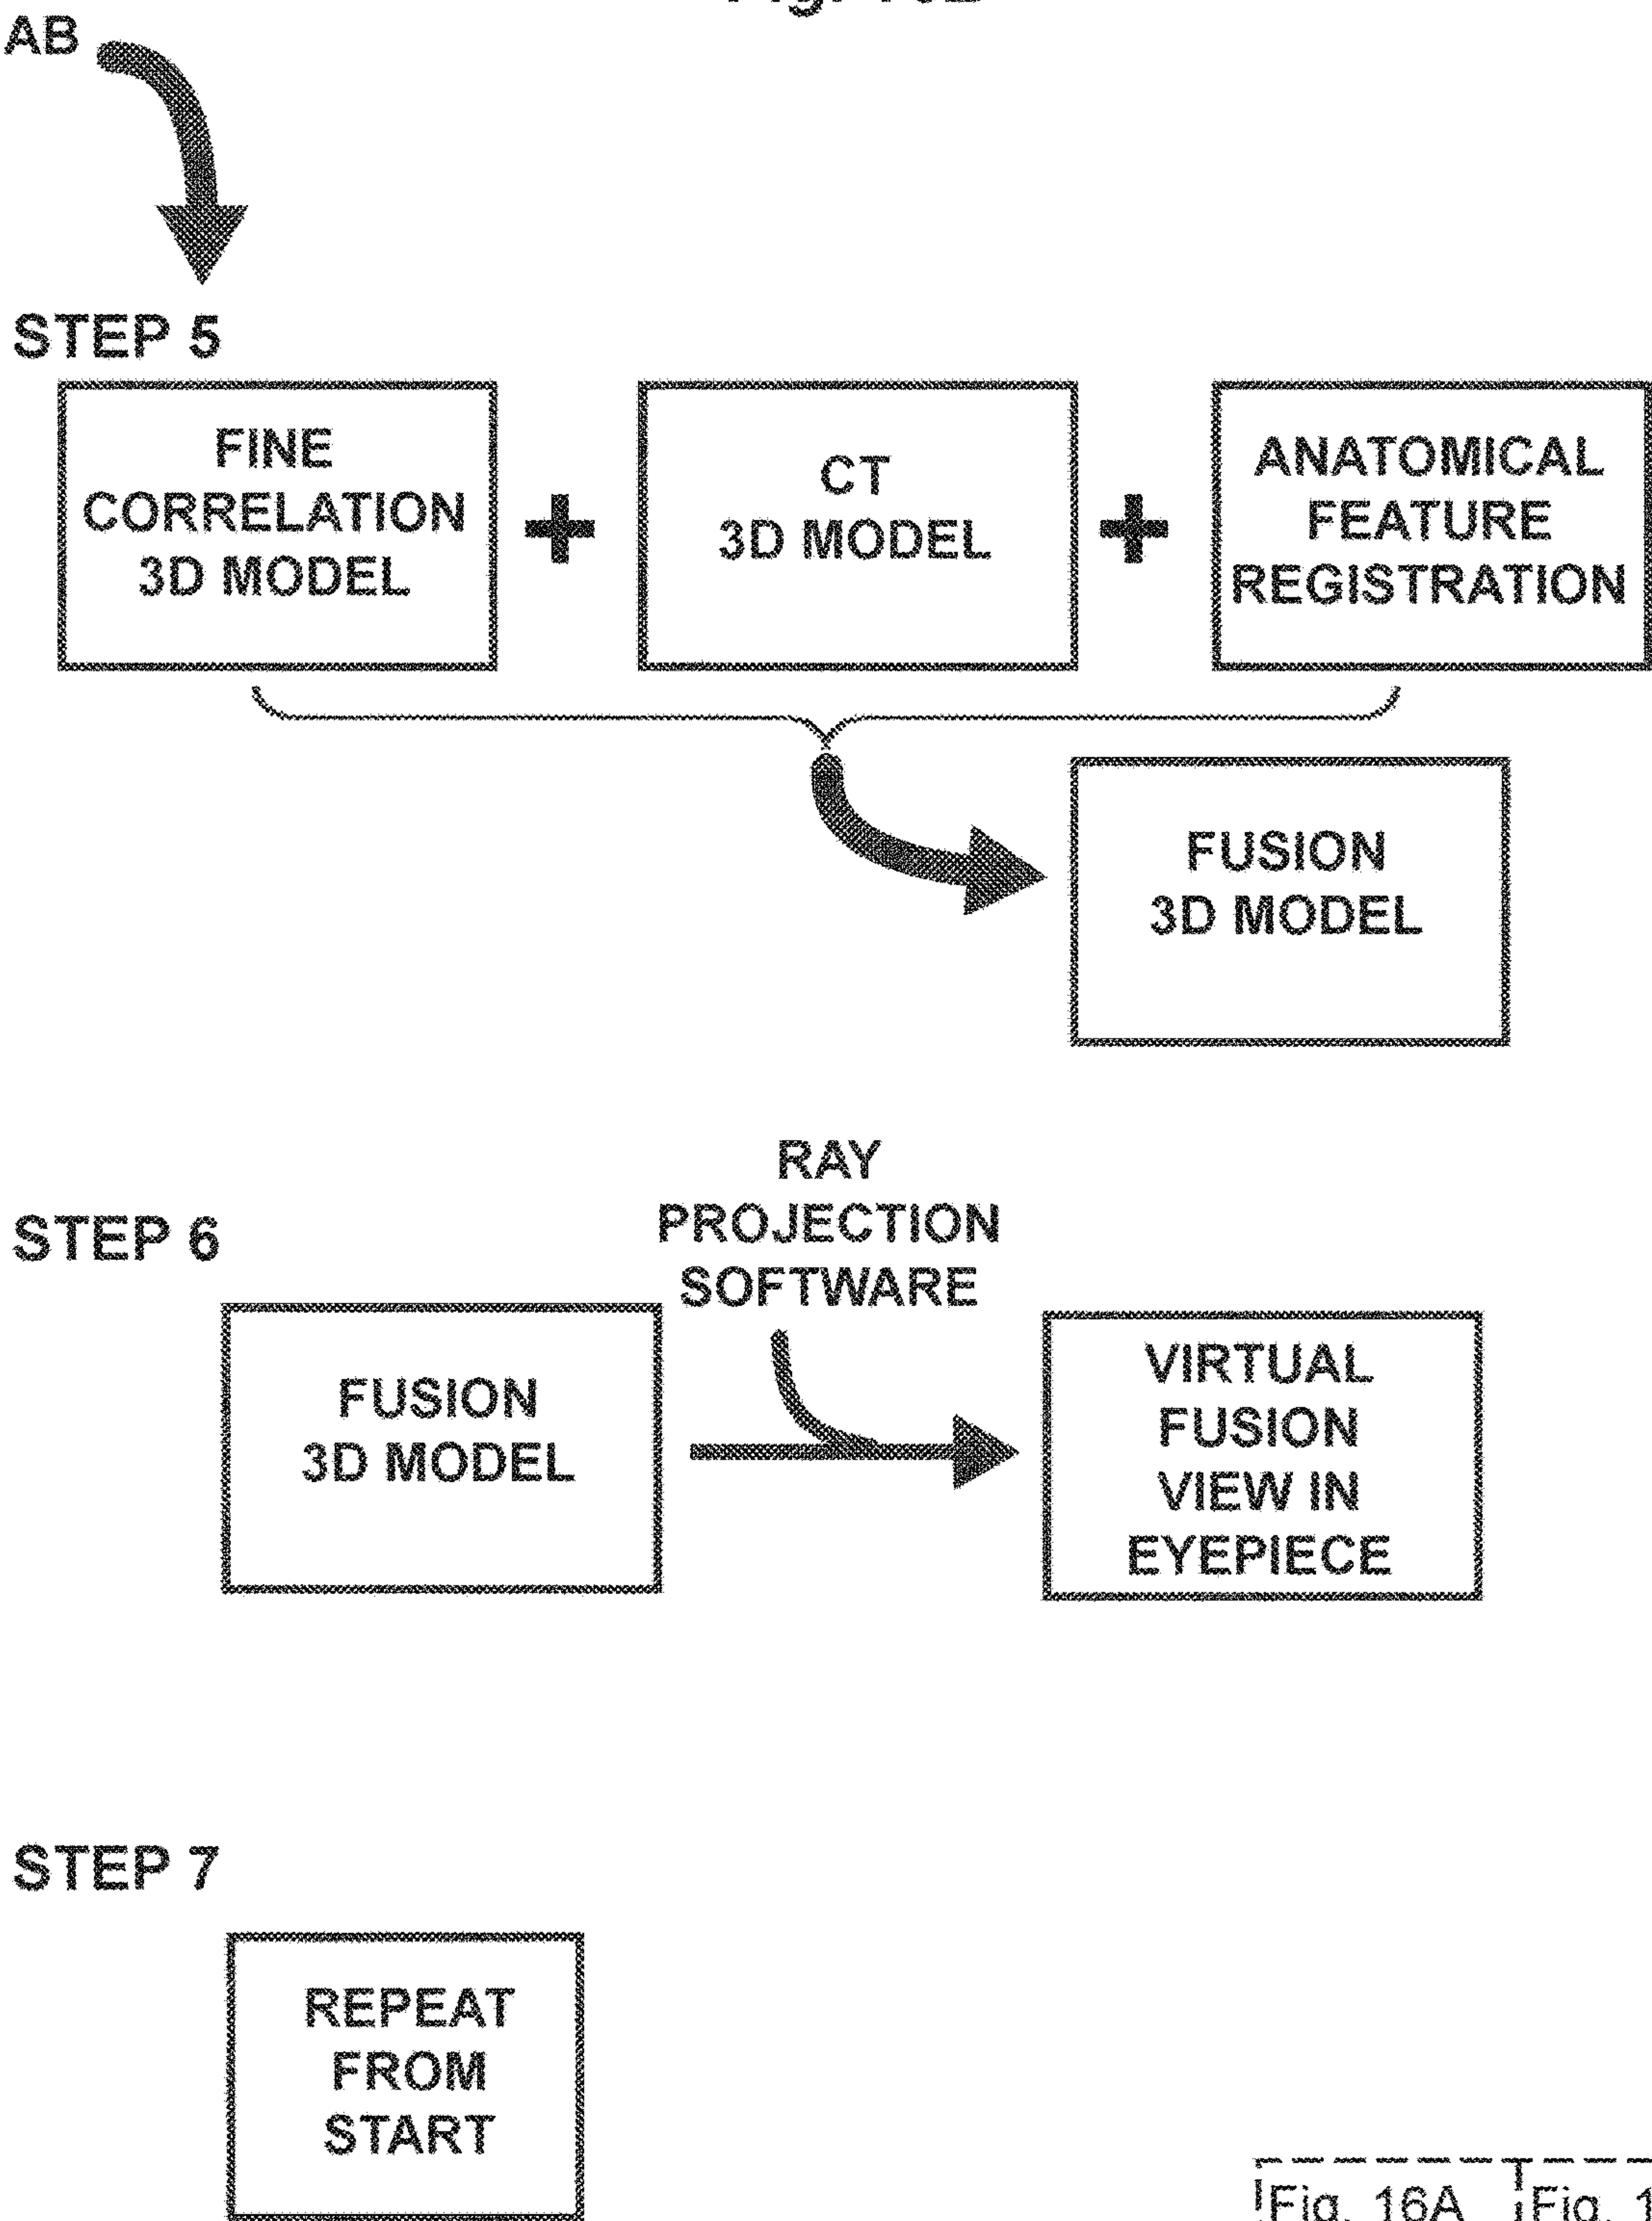 AB
STEP 5
FINE
CORRELATION
3D MODEL
+
CT
3D MODEL
+
ANATOMICAL
FEATURE
REGISTRATION
FUSION
3D MODEL
STEP 6
RAY
PROJECTION
SOFTWARE
FUSION
3D MODEL
VIRTUAL
FUSION
VIEW IN
EYEPIECE
STEP 7
REPEAT
FROM
START
Fig. 16A
Fig.